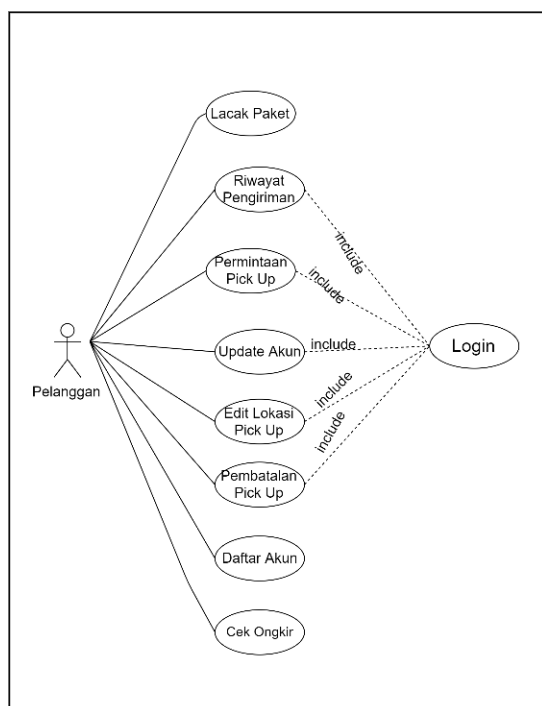 Lacak Paket
Riwayat
Pengiriman
include
Permintaan
Pick Up
include
Update Akun
include
Login
Pelanggan
Edit Lokasi
Pick Up
include
Pembatalan
Pick Up
include
Daftar Akun
Cek Ongkir